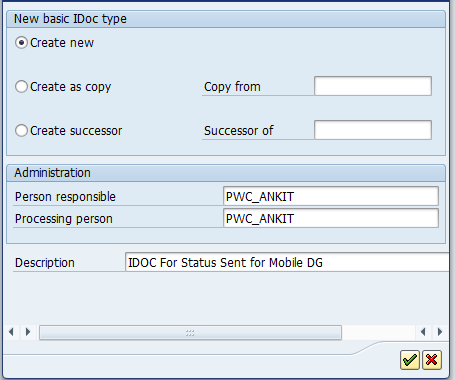 New basic IDoc type
Create new
Create as copy Copy from
Create successor Successor of
Administration
Person responsible PWC_ANKIT
Processing person PWC_ANKIT
Description IDOC For Status Sent for Mobile DG